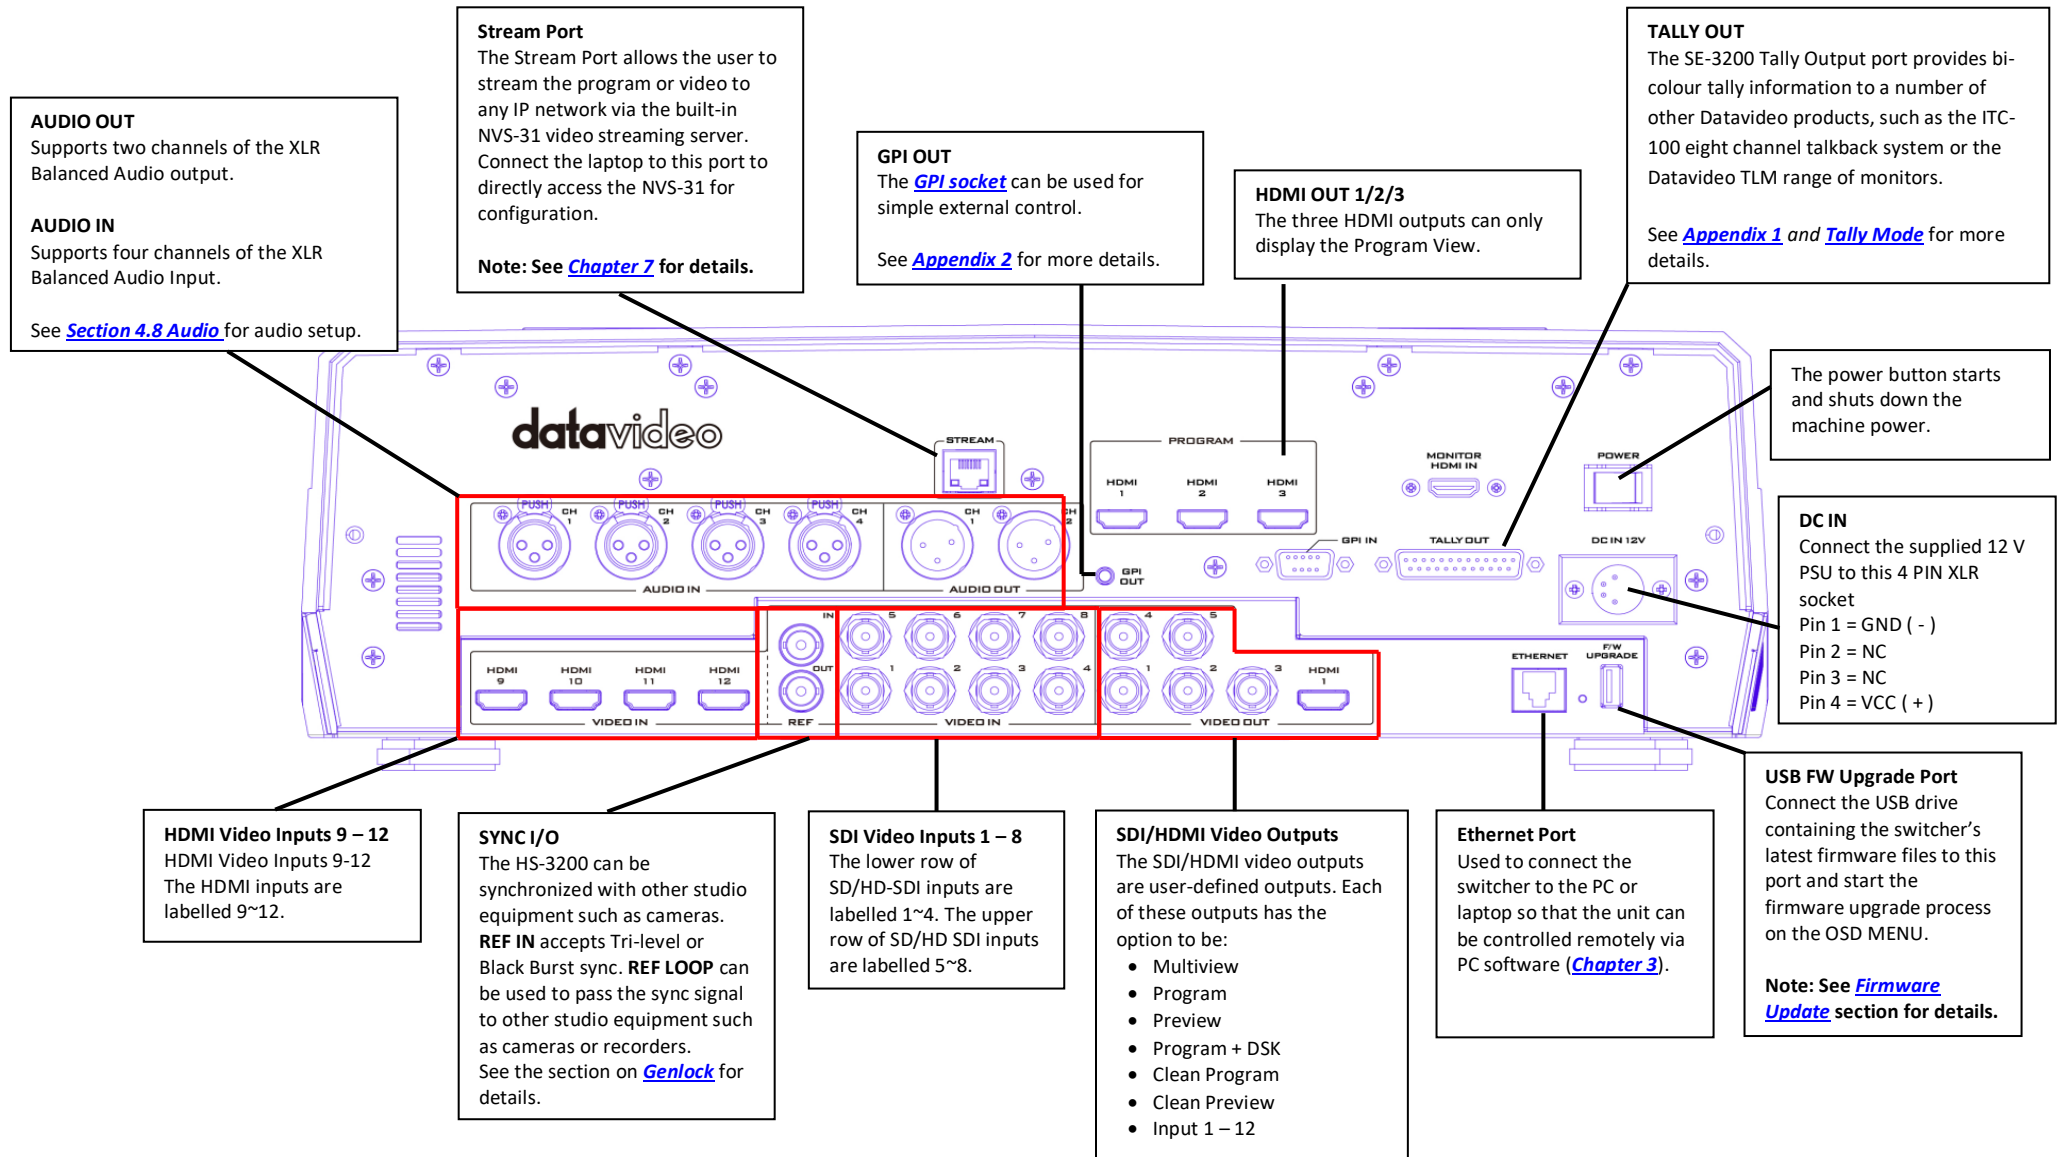 Stream Port
The Stream Port allows the user to
stream the program or video to
any IP network via the built-in
NVS-31 video streaming server.
Connect the laptop to this port to
directly access the NVS-31 for
configuration.
Note: See Chapter 7 for details.
TALLY OUT
The SE-3200 Tally Output port provides bi-
colour tally information to a number of
other Datavideo products, such as the ITC-
100 eight channel talkback system or the
Datavideo TLM range of monitors.
See Appendix 1 and Tally Mode for more
details.
AUDIO OUT
Supports two channels of the XLR
Balanced Audio output.
AUDIO IN
Supports four channels of the XLR
Balanced Audio Input.
See Section 4.8 Audio for audio setup.
GPI OUT
The GPI socket can be used for
simple external control.
See Appendix 2 for more details.
HDMI OUT 1/2/3
The three HDMI outputs can only
display the Program View.
The power button starts
and shuts down the
machine power.
datavideo
STREAM
PROGRAM
HDMI
1
HDMI
2
HDMI
3
MONITOR
HDMI IN
POWER
PUSH
CH
1
PUSH
CH
2
PUSH
CH
3
PUSH
CH
4
CH
1
CH
2
AUDIO IN
AUDIO OUT
GPI
OUT
GPI IN
TALLY OUT
DC IN 12V
DC IN
Connect the supplied 12 V
PSU to this 4 PIN XLR
socket
Pin 1 = GND ( - )
Pin 2 = NC
Pin 3 = NC
Pin 4 = VCC ( + )
HDMI
9
HDMI
10
HDMI
11
HDMI
12
VIDEO IN
IN
OUT
REF
5
6
7
8
1
2
3
4
VIDEO IN
4
5
1
2
3
HDMI
1
VIDEO OUT
ETHERNET
F/W
UPGRADE
HDMI Video Inputs 9 – 12
HDMI Video Inputs 9-12
The HDMI inputs are
labelled 9~12.
SYNC I/O
The HS-3200 can be
synchronized with other studio
equipment such as cameras.
REF IN accepts Tri-level or
Black Burst sync. REF LOOP can
be used to pass the sync signal
to other studio equipment such
as cameras or recorders.
See the section on Genlock for
details.
SDI Video Inputs 1 – 8
The lower row of
SD/HD-SDI inputs are
labelled 1~4. The upper
row of SD/HD SDI inputs
are labelled 5~8.
SDI/HDMI Video Outputs
The SDI/HDMI video outputs
are user-defined outputs. Each
of these outputs has the
option to be:
• Multiview
• Program
• Preview
• Program + DSK
• Clean Program
• Clean Preview
• Input 1 – 12
Ethernet Port
Used to connect the
switcher to the PC or
laptop so that the unit can
be controlled remotely via
PC software (Chapter 3).
USB FW Upgrade Port
Connect the USB drive
containing the switcher’s
latest firmware files to this
port and start the
firmware upgrade process
on the OSD MENU.
Note: See Firmware
Update section for details.